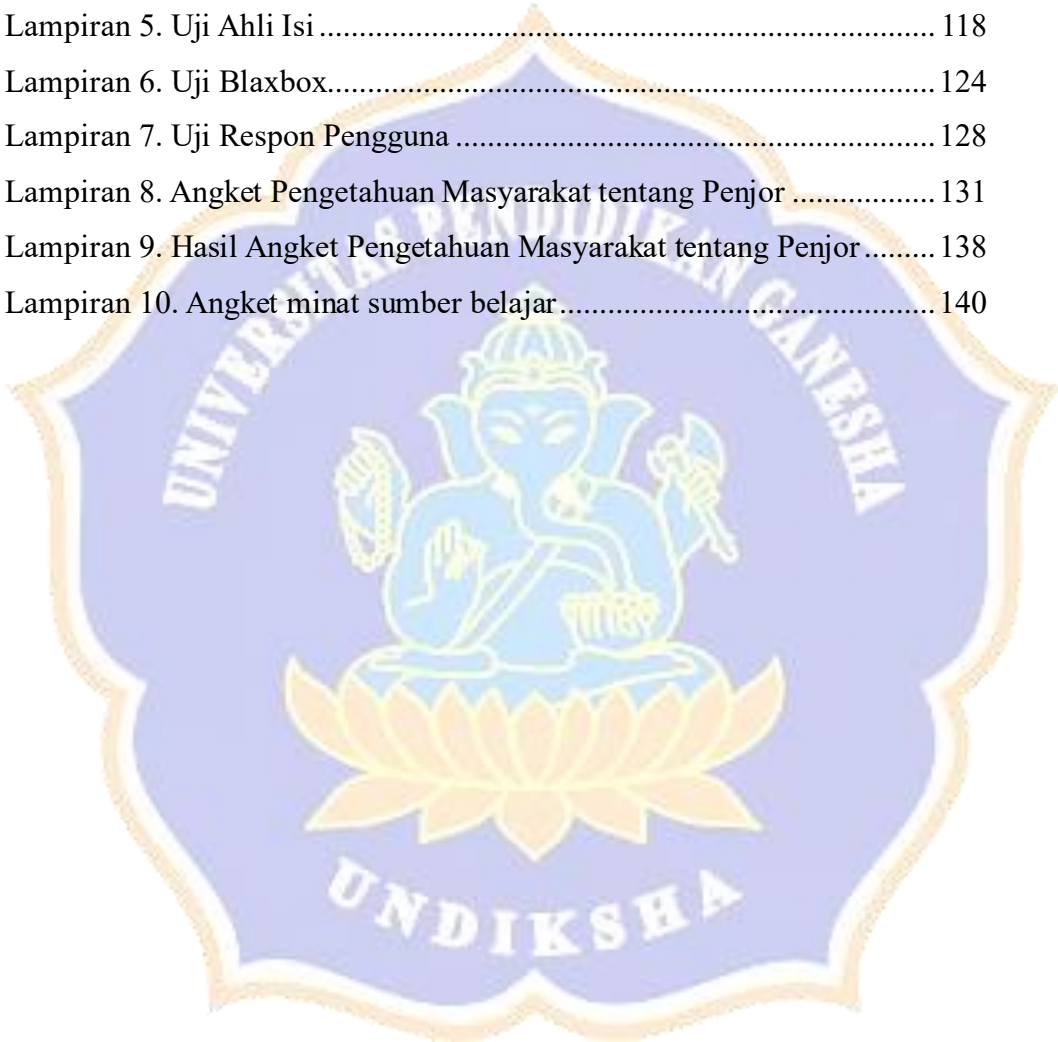 Lampiran 5. Uji Ahli Isi ........................................................................... 118
Lampiran 6. Uji Blaxbox.......................................................................... 124
Lampiran 7. Uji Respon Pengguna .......................................................... 128
Lampiran 8. Angket Pengetahuan Masyarakat tentang Penjor ................. 131
Lampiran 9. Hasil Angket Pengetahuan Masyarakat tentang Penjor ......... 138
Lampiran 10. Angket minat sumber belajar.............................................. 140
UNIVERSITAS PENDIDIKAN GANESHA
UNDIKSHA